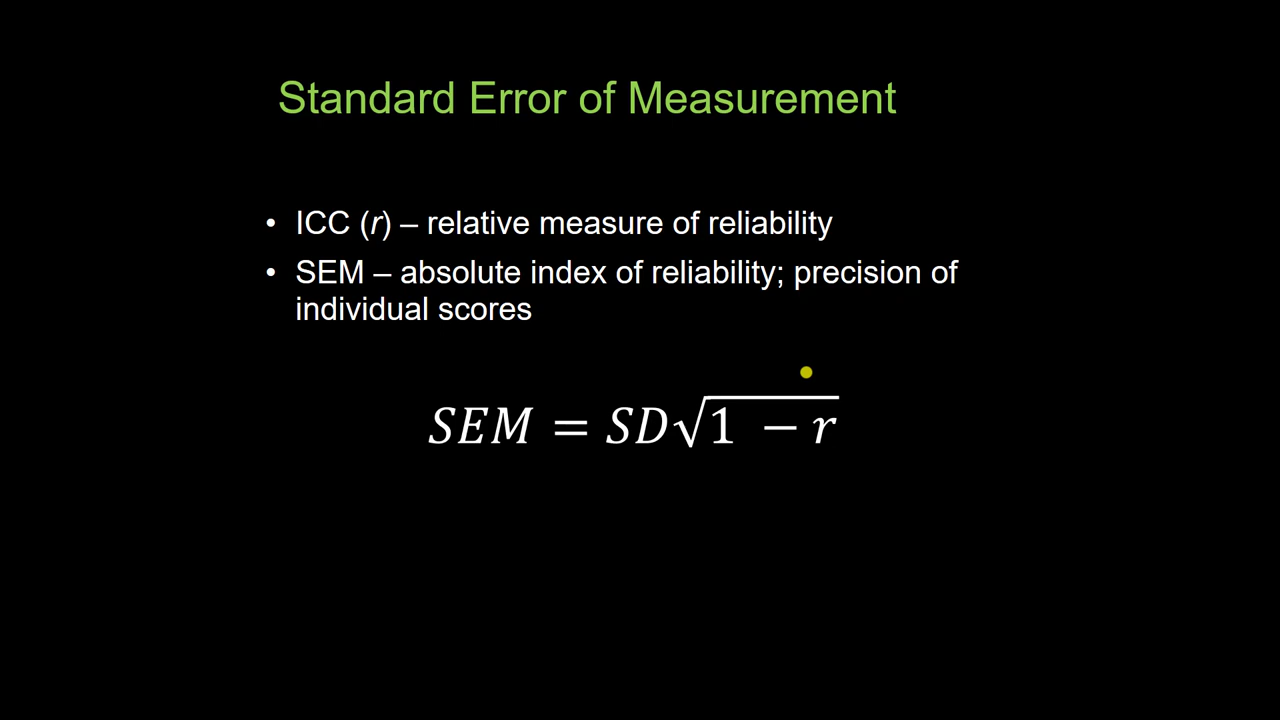 Standard Error of Measurement
• ICC (r) – relative measure of reliability
• SEM – absolute index of reliability; precision of
individual scores
SEM = SD√1 − r